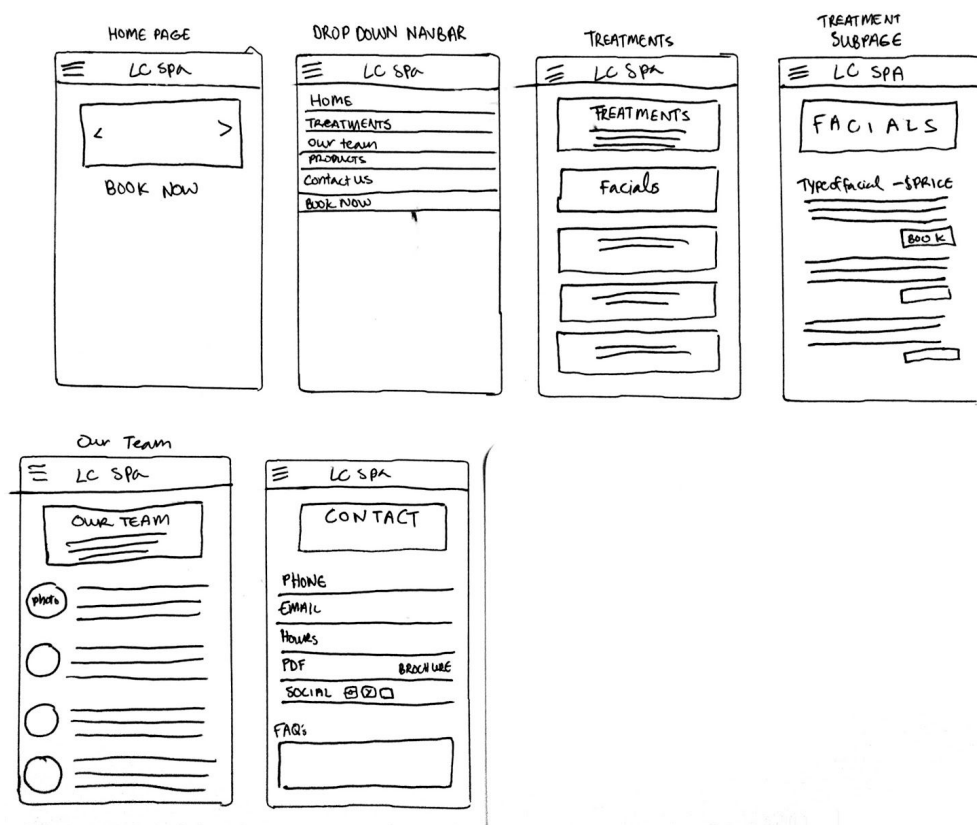 HOME PAGE
LC Spa
<
>
BOOK NOW
DROP DOWN NAVBAR
LC Spa
HOME
TREATMENTS
Our team
PRODUCTS
Contact us
BOOK NOW
TREATMENTS
LC Spa
TREATMENTS
Facials
TREATMENT
SUBPAGE
LC SPA
FACIALS
Type of facial - $PRICE
BOOK
Our Team
LC Spa
OUR TEAM
photo
LC Spa
CONTACT
PHONE
EMAIL
Hours
PDF BROCHURE
SOCIAL
FAQ's